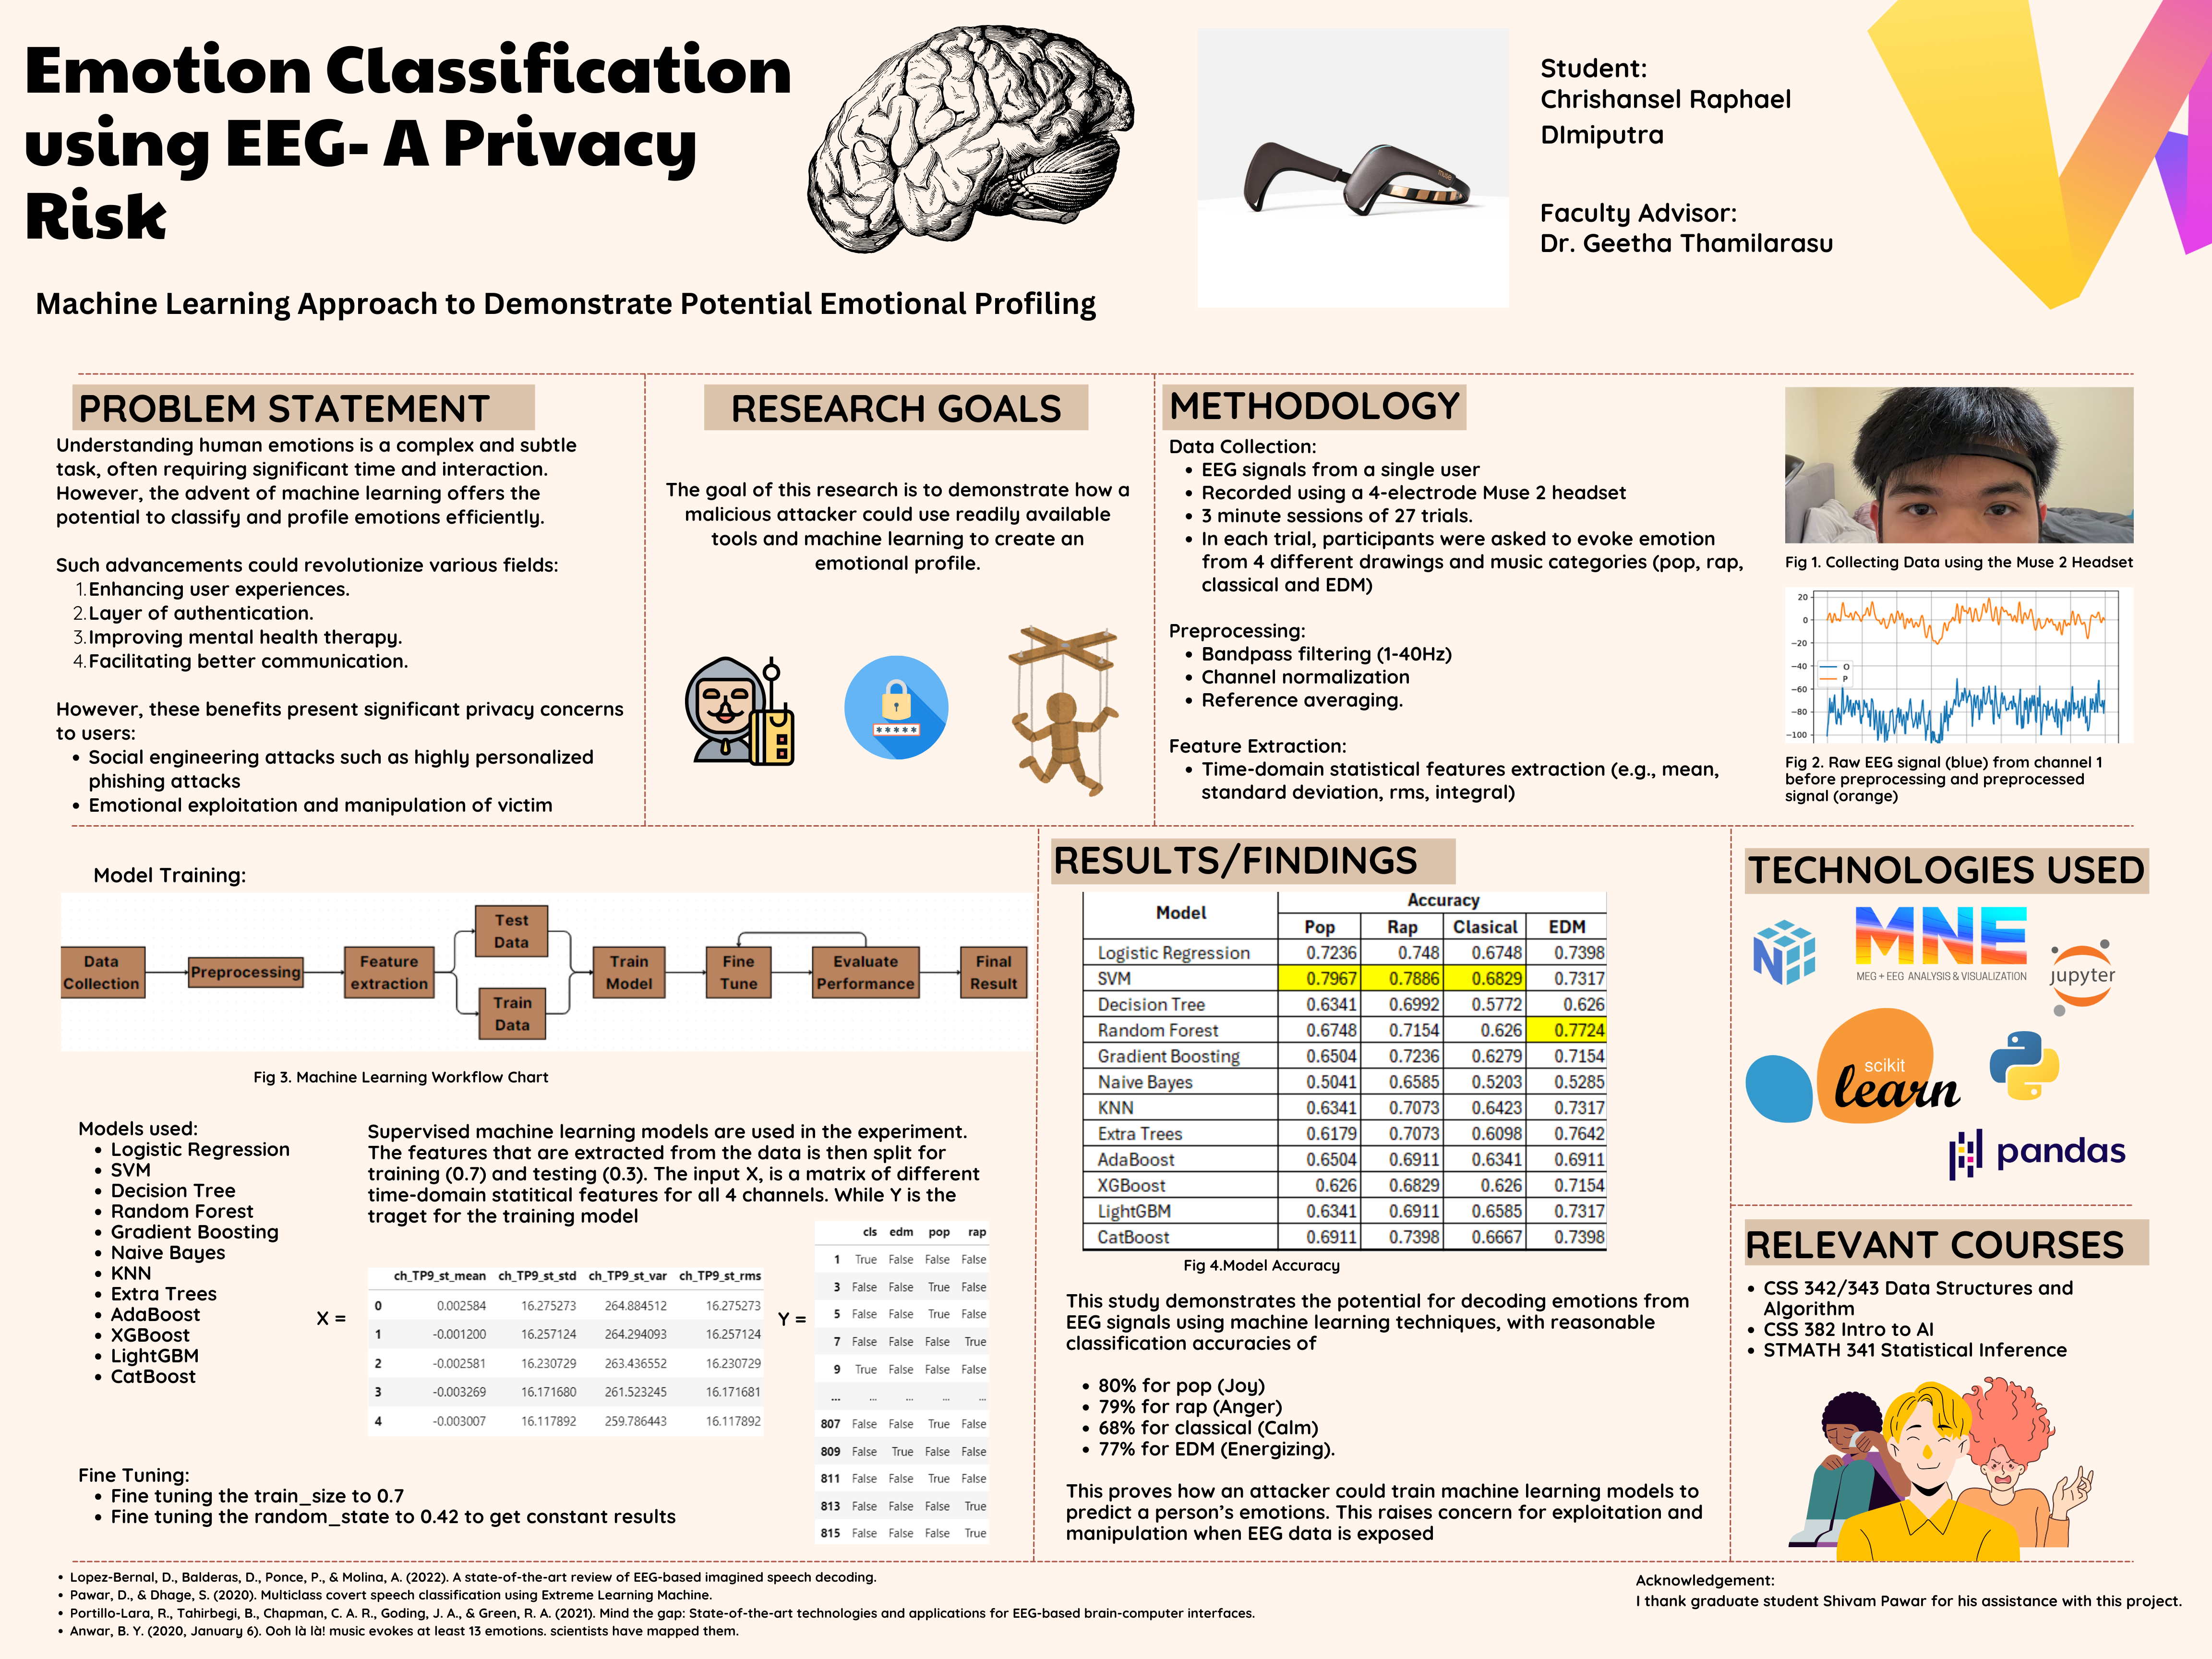 Emotion Classification
using EEG- A Privacy
Risk
Machine Learning Approach to Demonstrate Potential Emotional Profiling
muse
Student:
Chrishansel Raphael
DImiputra
Faculty Advisor:
Dr. Geetha Thamilarasu
PROBLEM STATEMENT
Understanding human emotions is a complex and subtle
task, often requiring significant time and interaction.
However, the advent of machine learning offers the
potential to classify and profile emotions efficiently.
Such advancements could revolutionize various fields:
1. Enhancing user experiences.
2. Layer of authentication.
3. Improving mental health therapy.
4. Facilitating better communication.
However, these benefits present significant privacy concerns
to users:
• Social engineering attacks such as highly personalized
phishing attacks
• Emotional exploitation and manipulation of victim
RESEARCH GOALS
The goal of this research is to demonstrate how a
malicious attacker could use readily available
tools and machine learning to create an
emotional profile.
*****
METHODOLOGY
Data Collection:
• EEG signals from a single user
• Recorded using a 4-electrode Muse 2 headset
• 3 minute sessions of 27 trials.
• In each trial, participants were asked to evoke emotion
from 4 different drawings and music categories (pop, rap,
classical and EDM)
Preprocessing:
• Bandpass filtering (1-40Hz)
• Channel normalization
• Reference averaging.
Feature Extraction:
• Time-domain statistical features extraction (e.g., mean,
standard deviation, rms, integral)
Fig 1. Collecting Data using the Muse 2 Headset
20
0
−20
−40
−60
−80
−100
O
P
Fig 2. Raw EEG signal (blue) from channel 1
before preprocessing and preprocessed
signal (orange)
Model Training:
Data
Collection
Preprocessing
Feature
extraction
Test
Data
Train
Data
Train
Model
Fine
Tune
Evaluate
Performance
Final
Result
Fig 3. Machine Learning Workflow Chart
Models used:
• Logistic Regression
• SVM
• Decision Tree
• Random Forest
• Gradient Boosting
• Naive Bayes
• KNN
• Extra Trees
• AdaBoost
• XGBoost
• LightGBM
• CatBoost
Supervised machine learning models are used in the experiment.
The features that are extracted from the data is then split for
training (0.7) and testing (0.3). The input X, is a matrix of different
time-domain statitical features for all 4 channels. While Y is the
traget for the training model
X =
ch_TP9_st_mean ch_TP9_st_std ch_TP9_st_var ch_TP9_st_rms
0 0.002584 16.275273 264.884512 16.275273
1 -0.001200 16.257124 264.294093 16.257124
2 -0.002581 16.230729 263.436552 16.230729
3 -0.003269 16.171680 261.523245 16.171681
4 -0.003007 16.117892 259.786443 16.117892
Y =
cls edm pop rap
1 True False False False
3 False False True False
5 False False True False
7 False False False True
9 True False False False
... ... ... ... ...
807 False False True False
809 False True False False
811 False False True False
813 False False False True
815 False False False True
Fine Tuning:
• Fine tuning the train_size to 0.7
• Fine tuning the random_state to 0.42 to get constant results
RESULTS/FINDINGS
Model Accuracy
Pop Rap Clasical EDM
Logistic Regression 0.7236 0.748 0.6748 0.7398
SVM 0.7967 0.7886 0.6829 0.7317
Decision Tree 0.6341 0.6992 0.5772 0.626
Random Forest 0.6748 0.7154 0.626 0.7724
Gradient Boosting 0.6504 0.7236 0.6279 0.7154
Naive Bayes 0.5041 0.6585 0.5203 0.5285
KNN 0.6341 0.7073 0.6423 0.7317
Extra Trees 0.6179 0.7073 0.6098 0.7642
AdaBoost 0.6504 0.6911 0.6341 0.6911
XGBoost 0.626 0.6829 0.626 0.7154
LightGBM 0.6341 0.6911 0.6585 0.7317
CatBoost 0.6911 0.7398 0.6667 0.7398
Fig 4.Model Accuracy
This study demonstrates the potential for decoding emotions from
EEG signals using machine learning techniques, with reasonable
classification accuracies of
• 80% for pop (Joy)
• 79% for rap (Anger)
• 68% for classical (Calm)
• 77% for EDM (Energizing).
This proves how an attacker could train machine learning models to
predict a person's emotions. This raises concern for exploitation and
manipulation when EEG data is exposed
TECHNOLOGIES USED
N
MNE
MEG + EEG ANALYSIS & VISUALIZATION
jupyter
scikit
learn
pandas
RELEVANT COURSES
• CSS 342/343 Data Structures and
Algorithm
• CSS 382 Intro to AI
• STMATH 341 Statistical Inference
• Lopez-Bernal, D., Balderas, D., Ponce, P., & Molina, A. (2022). A state-of-the-art review of EEG-based imagined speech decoding.
• Pawar, D., & Dhage, S. (2020). Multiclass covert speech classification using Extreme Learning Machine.
• Portillo-Lara, R., Tahirbegi, B., Chapman, C. A. R., Goding, J. A., & Green, R. A. (2021). Mind the gap: State-of-the-art technologies and applications for EEG-based brain-computer interfaces.
• Anwar, B. Y. (2020, January 6). Ooh là là! music evokes at least 13 emotions. scientists have mapped them.
Acknowledgement:
I thank graduate student Shivam Pawar for his assistance with this project.